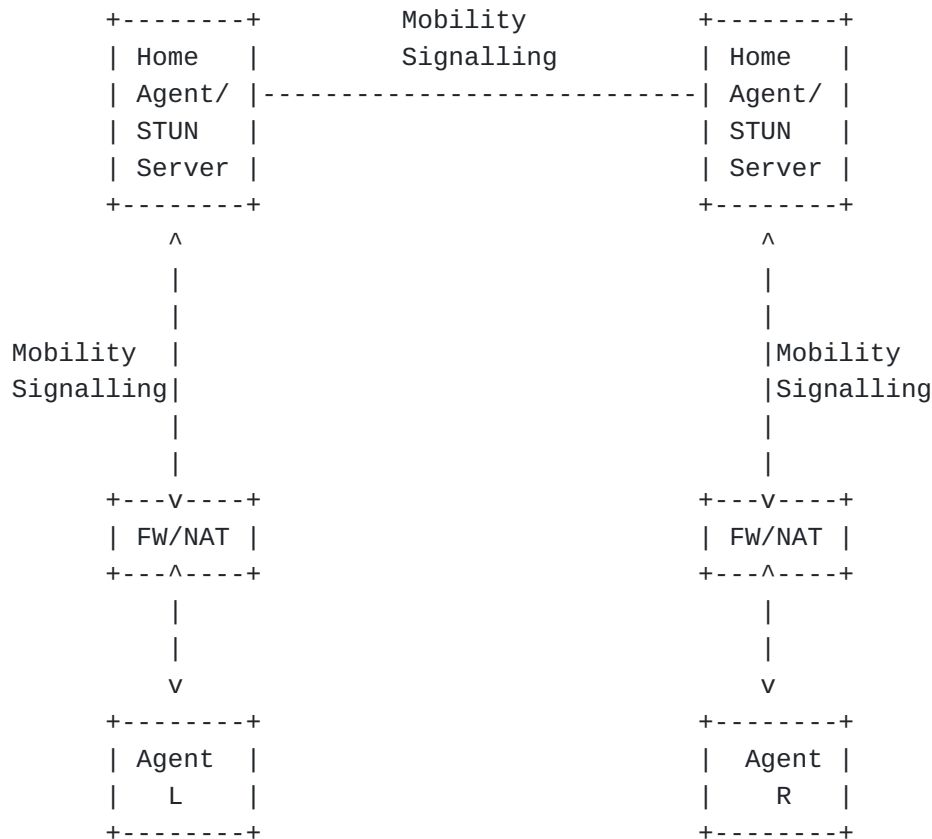 +--------+         Mobility           +--------+
| Home   |         Signalling         | Home   |
| Agent/ |----------------------------| Agent/ |
| STUN   |                            | STUN   |
| Server |                            | Server |
+--------+                            +--------+
    ^                                     ^
    |                                     |
    |                                     |
Mobility  |                                     |Mobility
Signalling|                                     |Signalling
    |                                     |
    |                                     |
+---v----+                            +---v----+
| FW/NAT |                            | FW/NAT |
+---^----+                            +---^----+
    |                                     |
    |                                     |
    v                                     v
+--------+                            +--------+
| Agent  |                            |  Agent |
|   L    |                            |    R   |
+--------+                            +--------+